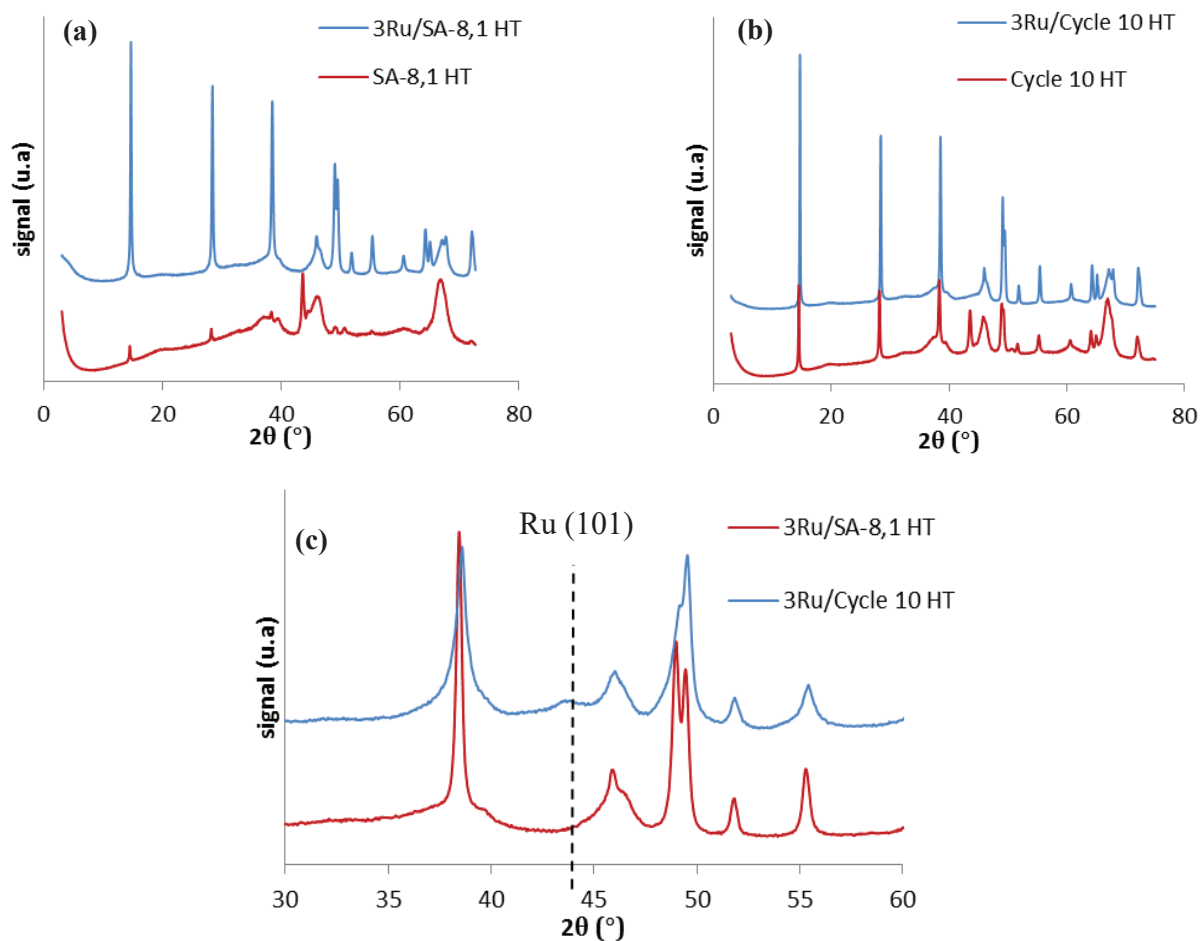 (a)
3Ru/SA-8,1 HT
SA-8,1 HT
signal (u.a)
0 20 40 60 80
2θ (°)
(b)
3Ru/Cycle 10 HT
Cycle 10 HT
signal (u.a)
0 20 40 60 80
2θ (°)
(c)
Ru (101)
3Ru/SA-8,1 HT
3Ru/Cycle 10 HT
signal (u.a)
30 35 40 45 50 55 60
2θ (°)